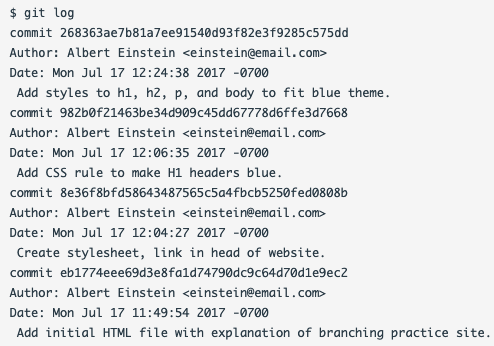 $ git log
commit 268363ae7b81a7ee91540d93f82e3f9285c575dd
Author: Albert Einstein <einstein@email.com>
Date: Mon Jul 17 12:24:38 2017 -0700
Add styles to h1, h2, p, and body to fit blue theme.
commit 982b0f21463be34d909c45dd67778d6ffe3d7668
Author: Albert Einstein <einstein@email.com>
Date: Mon Jul 17 12:06:35 2017 -0700
Add CSS rule to make H1 headers blue.
commit 8e36f8bfd58643487565c5a4fbcb5250fed0808b
Author: Albert Einstein <einstein@email.com>
Date: Mon Jul 17 12:04:27 2017 -0700
Create stylesheet, link in head of website.
commit eb1774eee69d3e8fa1d74790dc9c64d70d1e9ec2
Author: Albert Einstein <einstein@email.com>
Date: Mon Jul 17 11:49:54 2017 -0700
Add initial HTML file with explanation of branching practice site.